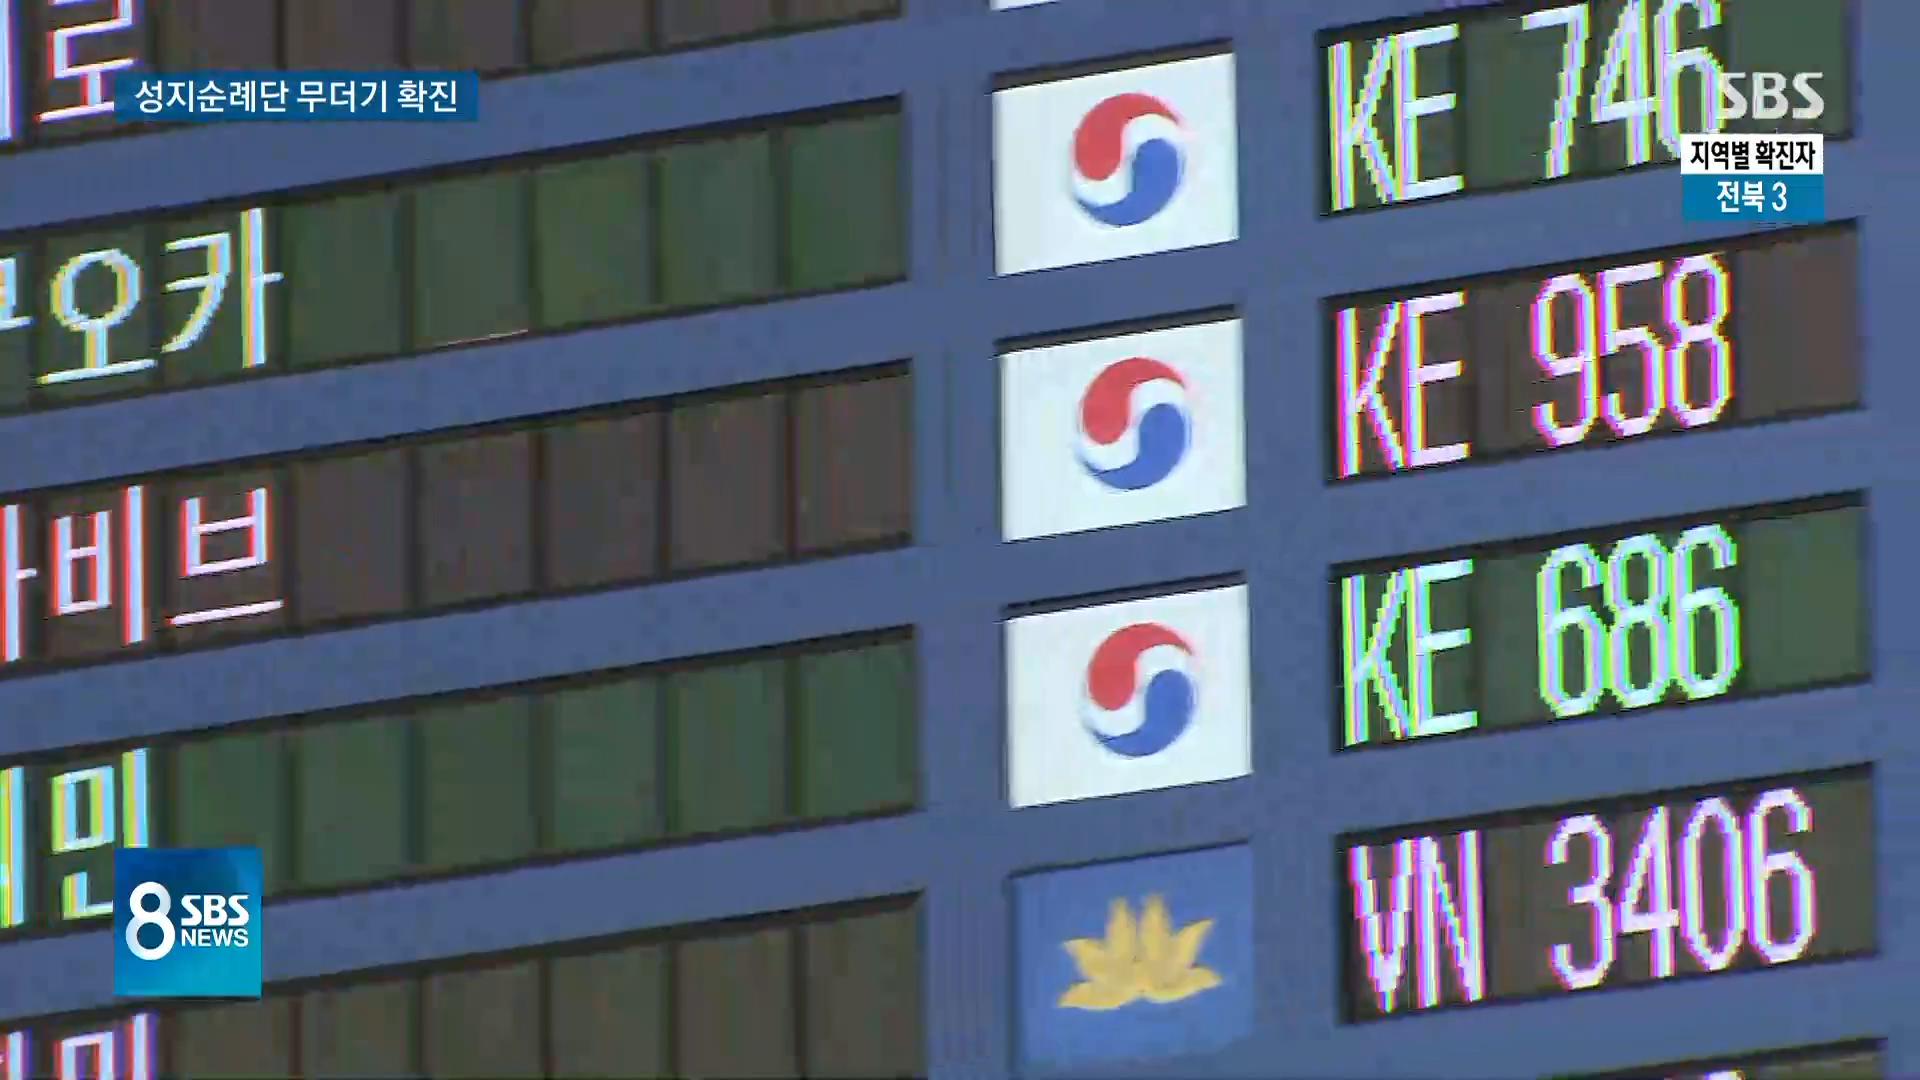 성지순례단 무더기 확진
SBS
지역별 확진자
전북 3
KE 746
오카
KE 958
비브
KE 686
민
VN 3406
8 SBS
NEWS